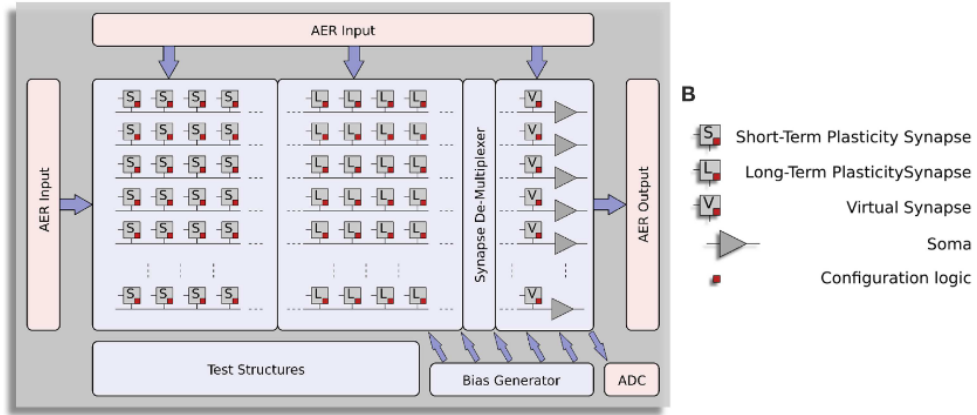 AER Input
AER Input
S S S S L L L L V
S S S S L L L L V
S S S S L L L L V
S S S S L L L L V
S S S S L L L L V
S S S S L L L L V
Synapse De-Multiplexer
AER Output
Test Structures
Bias Generator
ADC
B
S Short-Term Plasticity Synapse
L Long-Term PlasticitySynapse
V Virtual Synapse
Soma
Configuration logic